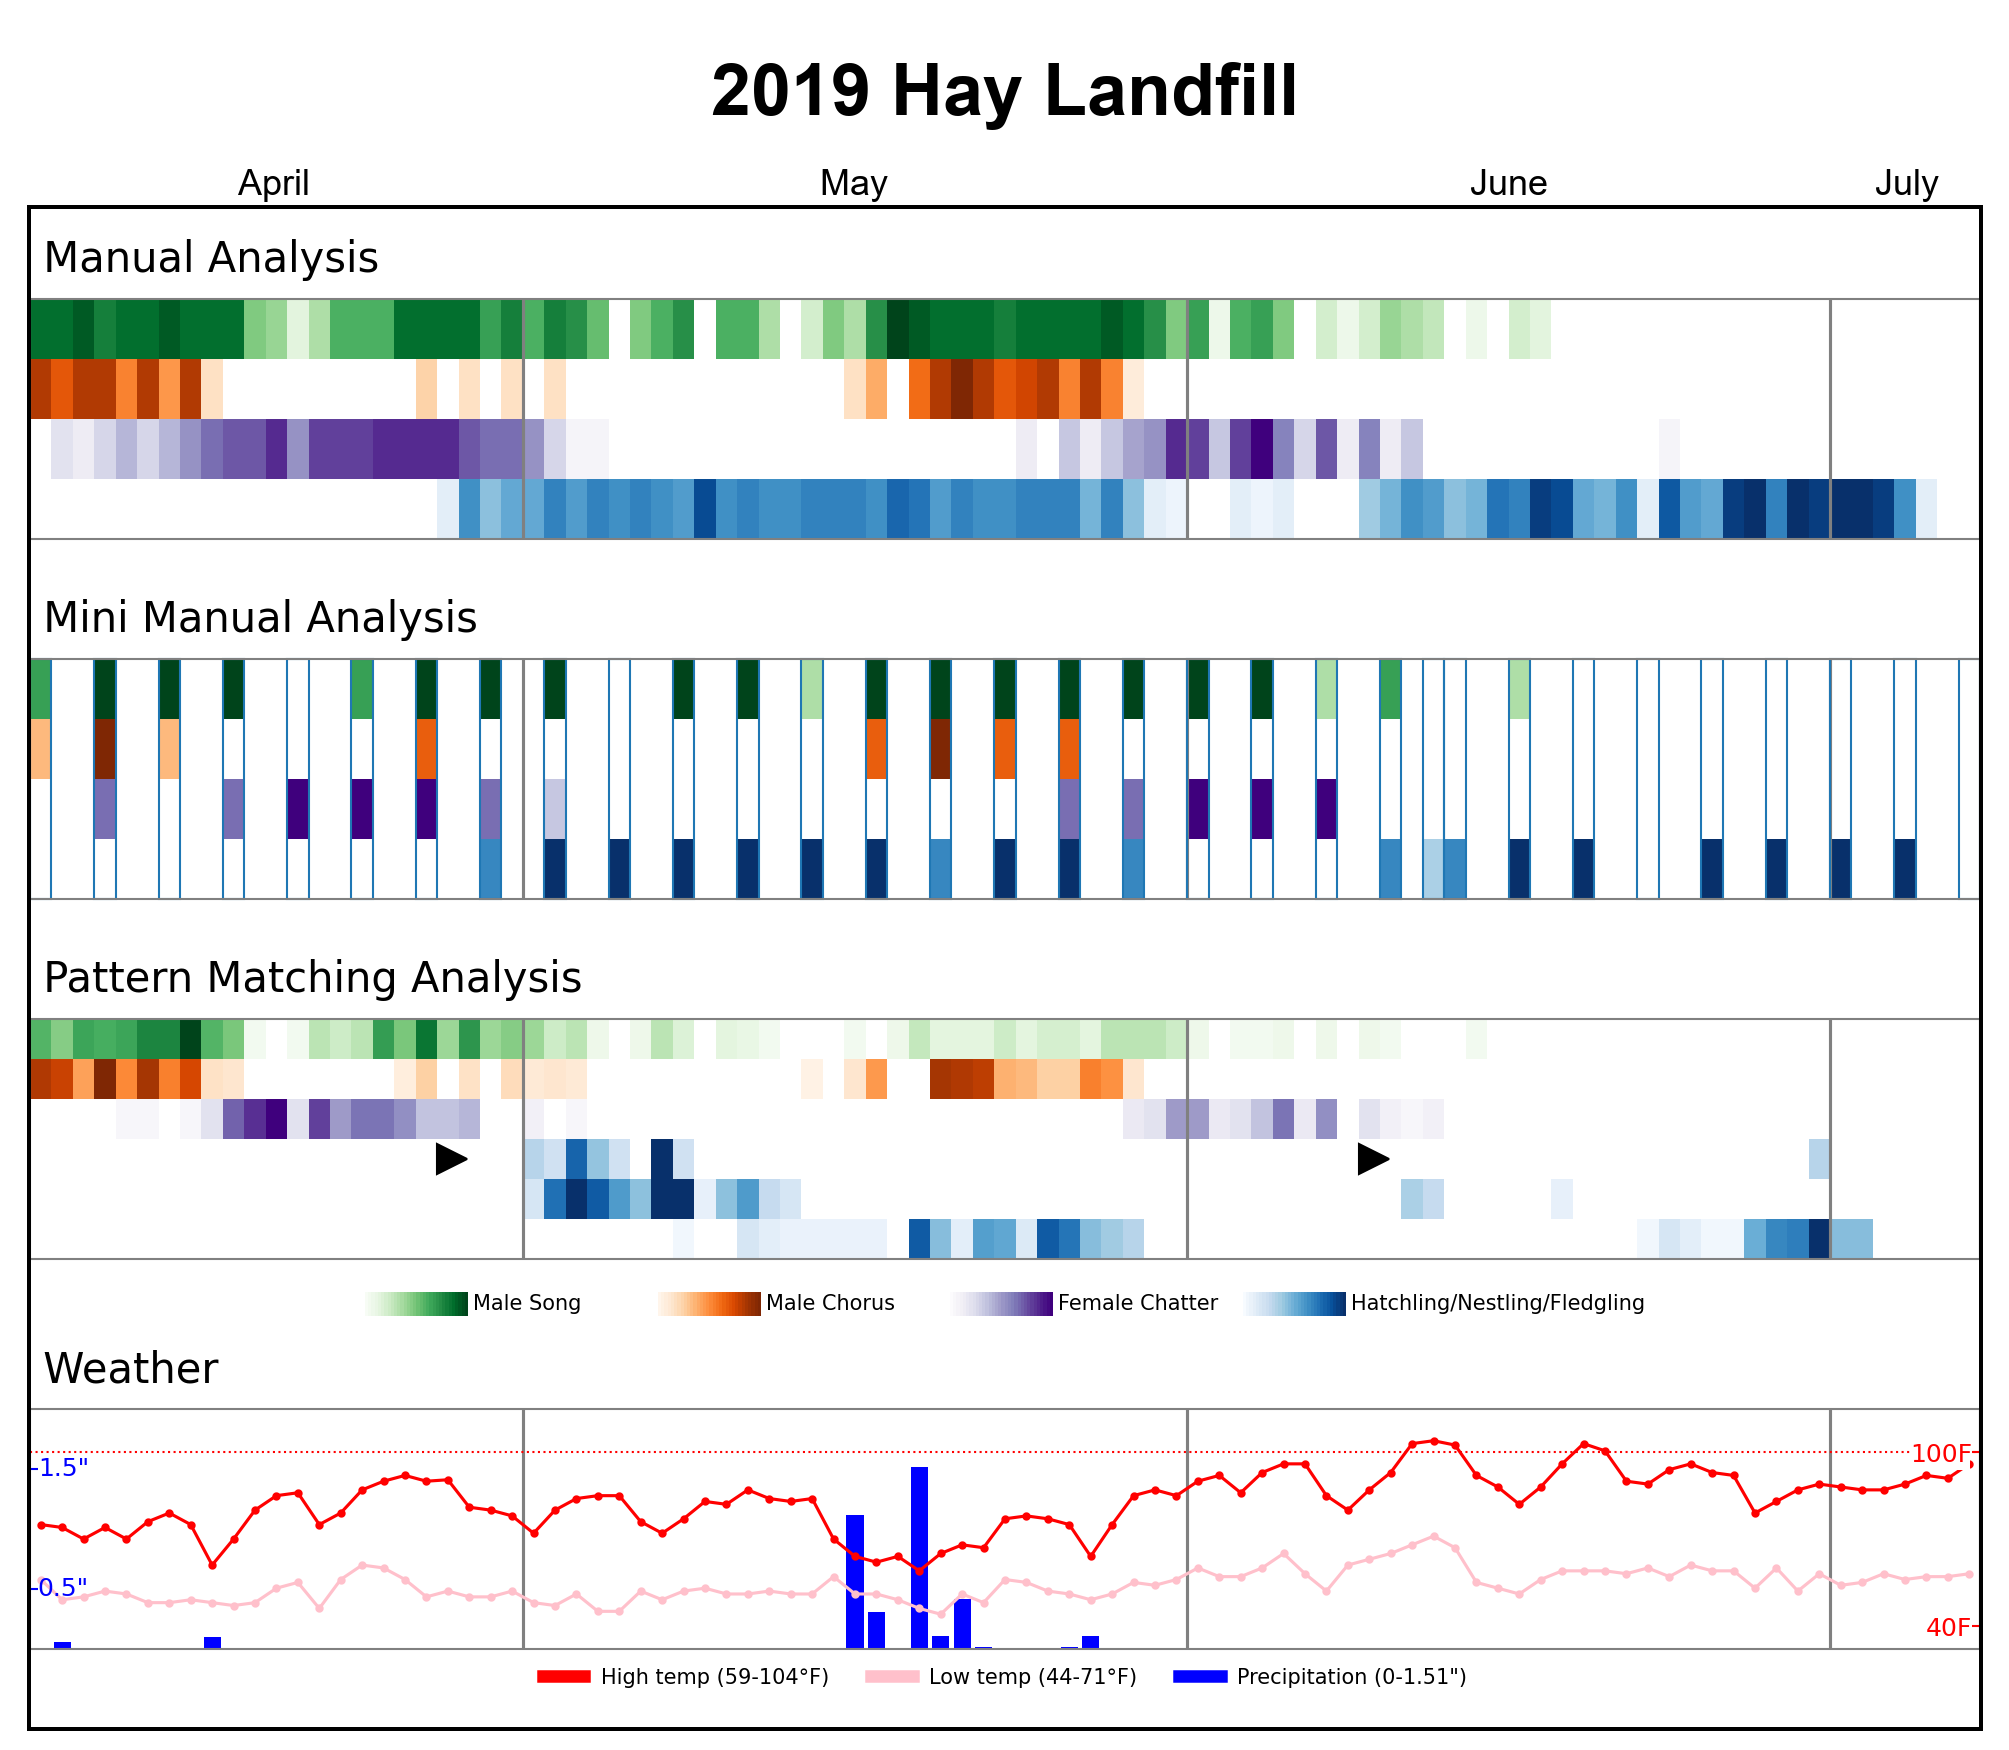 2019 Hay Landfill
April May June July
Manual Analysis
Mini Manual Analysis
Pattern Matching Analysis
Male Song Male Chorus Female Chatter Hatchling/Nestling/Fledgling
Weather
100F
1.5"
0.5"
40F
High temp (59-104°F) Low temp (44-71°F) Precipitation (0-1.51")